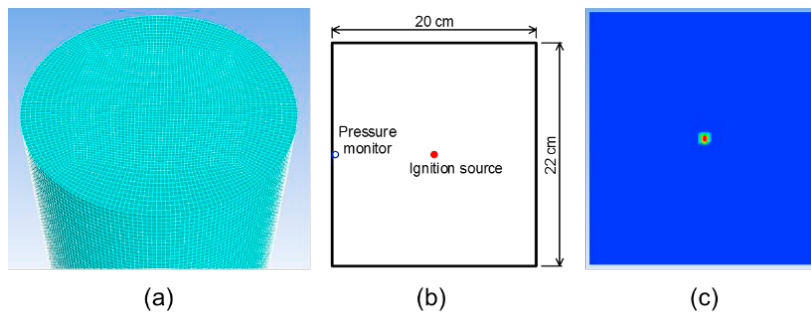 20 cm
Pressure
monitor
Ignition source
22 cm
(a)
(b)
(c)